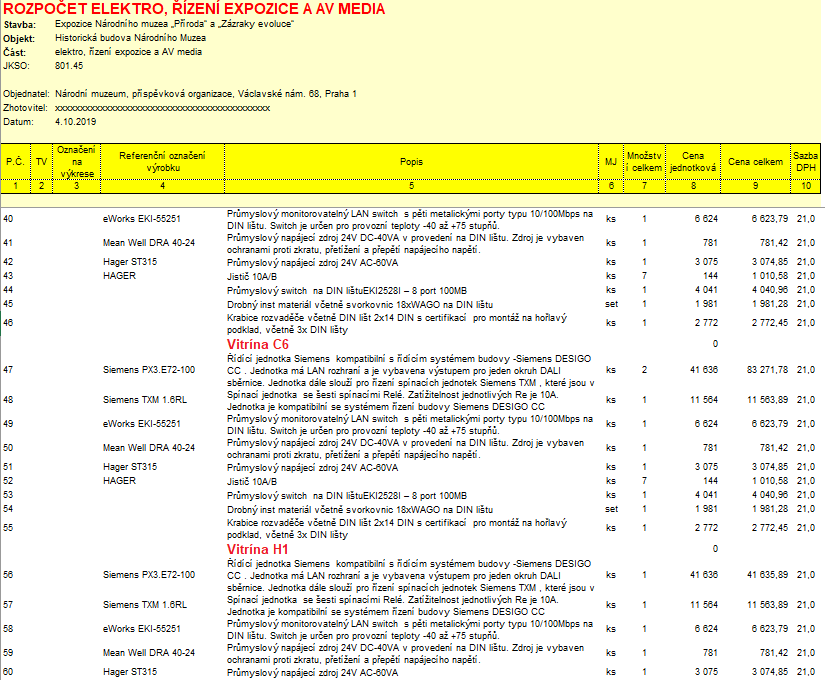 ROZPOČET ELEKTRO, ŘÍZENÍ EXPOZICE A AV MEDIA
Stavba: Expozice Národního muzea „Příroda“ a „Zázraky evoluce“
Objekt: Historická budova Národního Muzea
Část: elektro, řízení expozice a AV media
JKSO: 801.45
Objednatel: Národní muzeum, příspěvková organizace, Václavské nám. 68, Praha 1
Zhotovitel: xxxxxxxxxxxxxxxxxxxxxxxxxxxxxxxxxxxxxxxxxxx
Datum: 4.10.2019
P.Č. TV Označení na výkrese Referenční označení výrobku Popis MJ Množství celkem Cena jednotková Cena celkem Sazba DPH
1 2 3 4 5 6 7 8 9 10
40 eWorks EKI-55251 Průmyslový monitorovatelný LAN switch s pěti metalickými porty typu 10/100Mbps na DIN lištu. Switch je určen pro provozní teploty -40 až +75 stupňů. ks 1 6 624 6 623,79 21,0
41 Mean Well DRA 40-24 Průmyslový napájecí zdroj 24V DC-40VA v provedení na DIN lištu. Zdroj je vybaven ochranami proti zkratu, přetížení a přepětí napájecího napětí. ks 1 781 781,42 21,0
42 Hager ST315 Průmyslový napájecí zdroj 24V AC-60VA ks 1 3 075 3 074,85 21,0
43 HAGER Jistič 10A/B ks 7 144 1 010,58 21,0
44 Průmyslový switch na DIN lištuEKI2528I – 8 port 100MB ks 1 4 041 4 040,96 21,0
45 Drobný inst materiál včetně svorkovnic 18xWAGO na DIN lištu set 1 1 981 1 981,28 21,0
46 Krabice rozvaděče včetně DIN lišt 2x14 DIN s certifikací pro montáž na hořlavý podklad, včetně 3x DIN lišty ks 1 2 772 2 772,45 21,0
Vitrína C6 0
47 Siemens PX3.E72-100 Řídící jednotka Siemens kompatibilní s řídícím systémem budovy -Siemens DESIGO CC . Jednotka má LAN rozhraní a je vybavena výstupem pro jeden okruh DALI sběrnice. Jednotka dále slouží pro řízení spínacích jednotek Siemens TXM , které jsou v ks 2 41 636 83 271,78 21,0
48 Siemens TXM 1.6RL Spínací jednotka se šesti spínacími Relé. Zatížitelnost jednotlivých Re je 10A. Jednotka je kompatibilní se systémem řízení budovy Siemens DESIGO CC ks 1 11 564 11 563,89 21,0
49 eWorks EKI-55251 Průmyslový monitorovatelný LAN switch s pěti metalickými porty typu 10/100Mbps na DIN lištu. Switch je určen pro provozní teploty -40 až +75 stupňů. ks 1 6 624 6 623,79 21,0
50 Mean Well DRA 40-24 Průmyslový napájecí zdroj 24V DC-40VA v provedení na DIN lištu. Zdroj je vybaven ochranami proti zkratu, přetížení a přepětí napájecího napětí. ks 1 781 781,42 21,0
51 Hager ST315 Průmyslový napájecí zdroj 24V AC-60VA ks 1 3 075 3 074,85 21,0
52 HAGER Jistič 10A/B ks 7 144 1 010,58 21,0
53 Průmyslový switch na DIN lištuEKI2528I – 8 port 100MB ks 1 4 041 4 040,96 21,0
54 Drobný inst materiál včetně svorkovnic 18xWAGO na DIN lištu set 1 1 981 1 981,28 21,0
55 Krabice rozvaděče včetně DIN lišt 2x14 DIN s certifikací pro montáž na hořlavý podklad, včetně 3x DIN lišty ks 1 2 772 2 772,45 21,0
Vitrína H1 0
56 Siemens PX3.E72-100 Řídící jednotka Siemens kompatibilní s řídícím systémem budovy -Siemens DESIGO CC . Jednotka má LAN rozhraní a je vybavena výstupem pro jeden okruh DALI sběrnice. Jednotka dále slouží pro řízení spínacích jednotek Siemens TXM , které jsou v ks 1 41 636 41 635,89 21,0
57 Siemens TXM 1.6RL Spínací jednotka se šesti spínacími Relé. Zatížitelnost jednotlivých Re je 10A. Jednotka je kompatibilní se systémem řízení budovy Siemens DESIGO CC ks 1 11 564 11 563,89 21,0
58 eWorks EKI-55251 Průmyslový monitorovatelný LAN switch s pěti metalickými porty typu 10/100Mbps na DIN lištu. Switch je určen pro provozní teploty -40 až +75 stupňů. ks 1 6 624 6 623,79 21,0
59 Mean Well DRA 40-24 Průmyslový napájecí zdroj 24V DC-40VA v provedení na DIN lištu. Zdroj je vybaven ochranami proti zkratu, přetížení a přepětí napájecího napětí. ks 1 781 781,42 21,0
60 Hager ST315 Průmyslový napájecí zdroj 24V AC-60VA ks 1 3 075 3 074,85 21,0